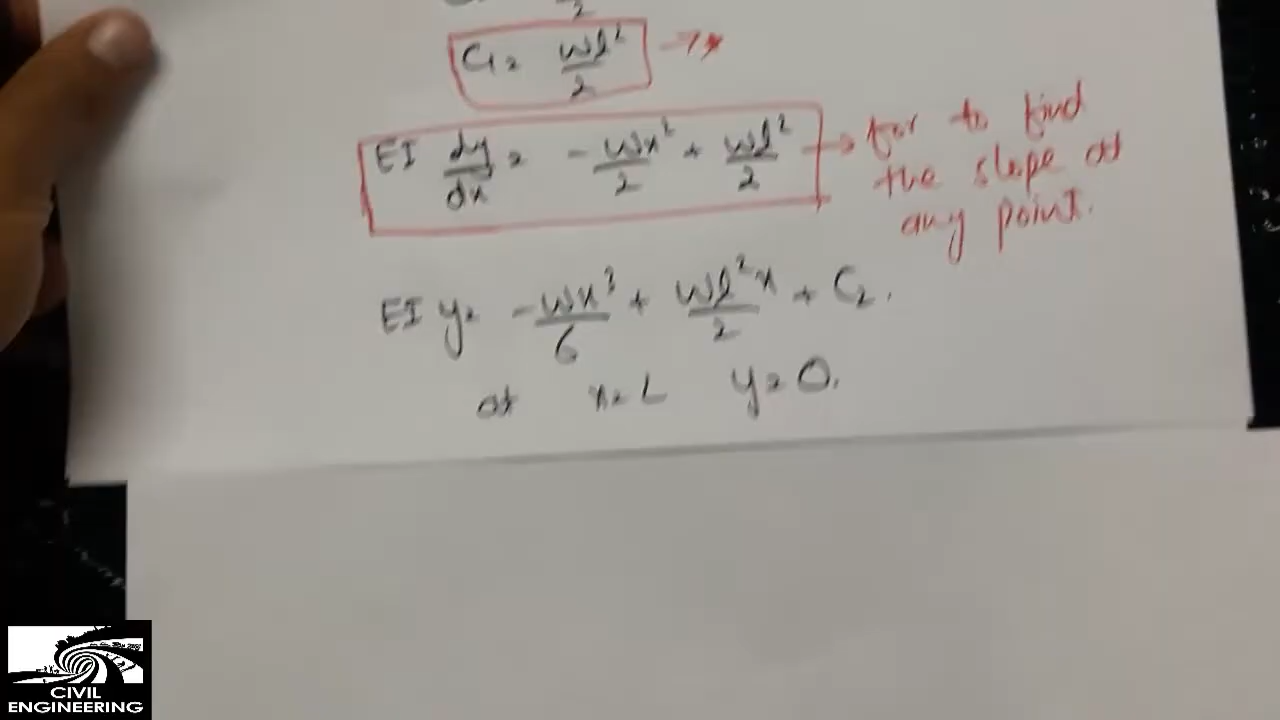 2
C₁ = Wl²/2 →
EI dy/dx = -Wx²/2 + Wl²/2 → for to find
the slope at
any point.
EI y = -Wx³/6 + Wl²x/2 + C₂.
at x = L y = 0.
CIVIL
ENGINEERING